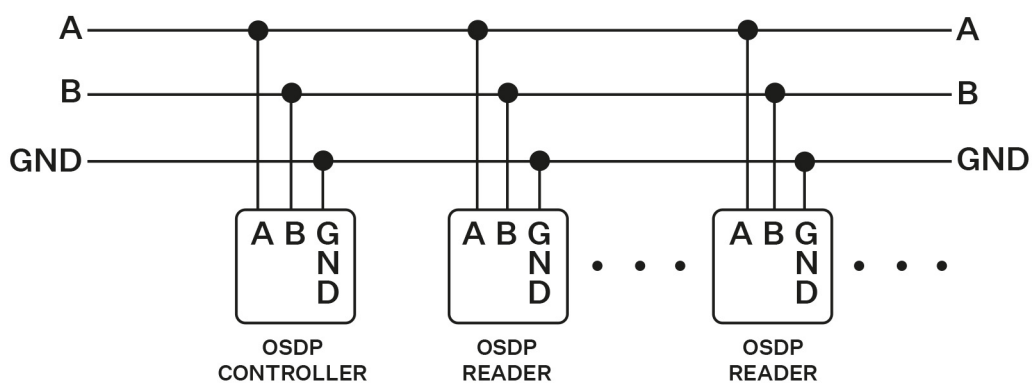 A A
B B
GND GND
A B G
N
D
A B G
N
D
A B G
N
D
OSDP
CONTROLLER
OSDP
READER
OSDP
READER